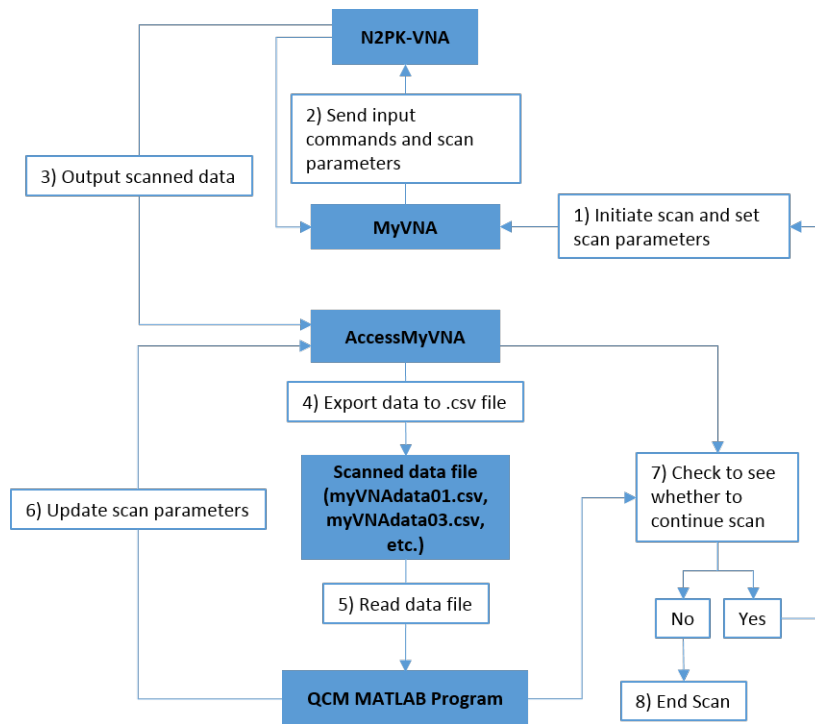 N2PK-VNA
2) Send input
commands and scan
parameters
3) Output scanned data
MyVNA
1) Initiate scan and set
scan parameters
AccessMyVNA
4) Export data to .csv file
Scanned data file
(myVNAdata01.csv,
myVNAdata03.csv,
etc.)
7) Check to see
whether to
continue scan
6) Update scan parameters
5) Read data file
No
Yes
QCM MATLAB Program
8) End Scan